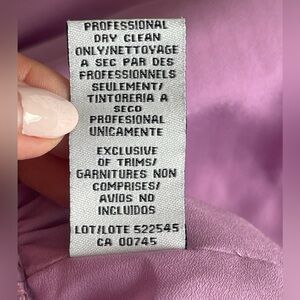 PROFESSIONAL
DRY CLEAN
ONLY/NETTOYAGE
A SEC PAR DES
PROFESSIONNELS
SEULEMENT/
TINTORERIA A
SECO
PROFESIONAL
UNICAMENTE
EXCLUSIVE
OF TRIMS/
GARNITURES NON
COMPRISES/
AVIOS NO
INCLUIDOS
LOT/LOTE 522545
CA 00745